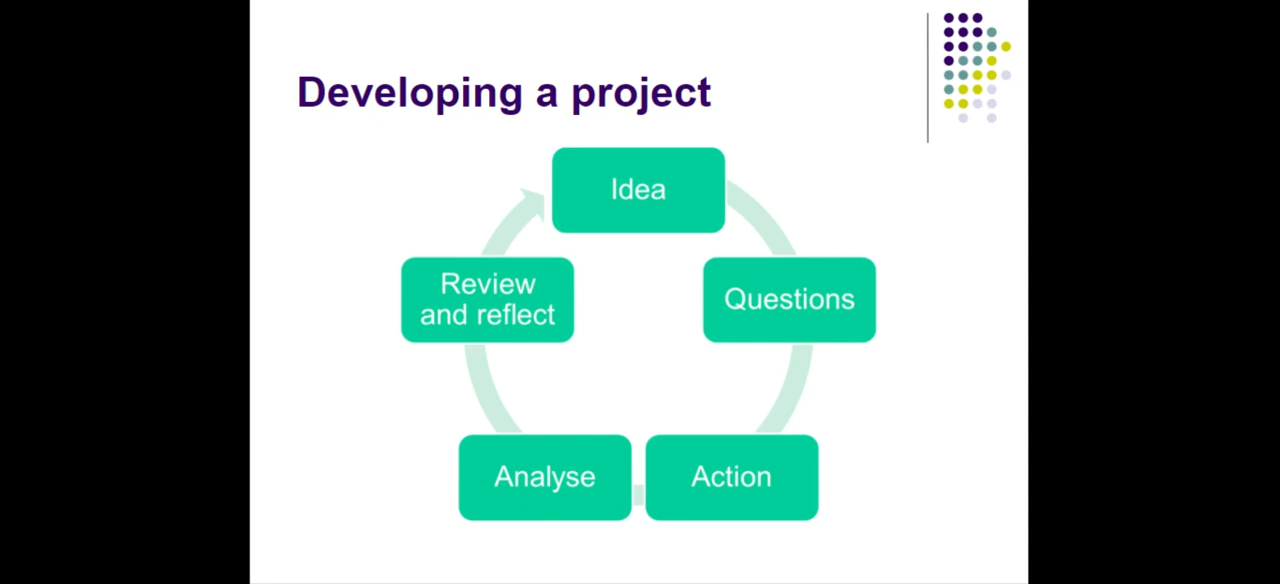 Developing a project
Idea
Questions
Action
Analyse
Review
and reflect